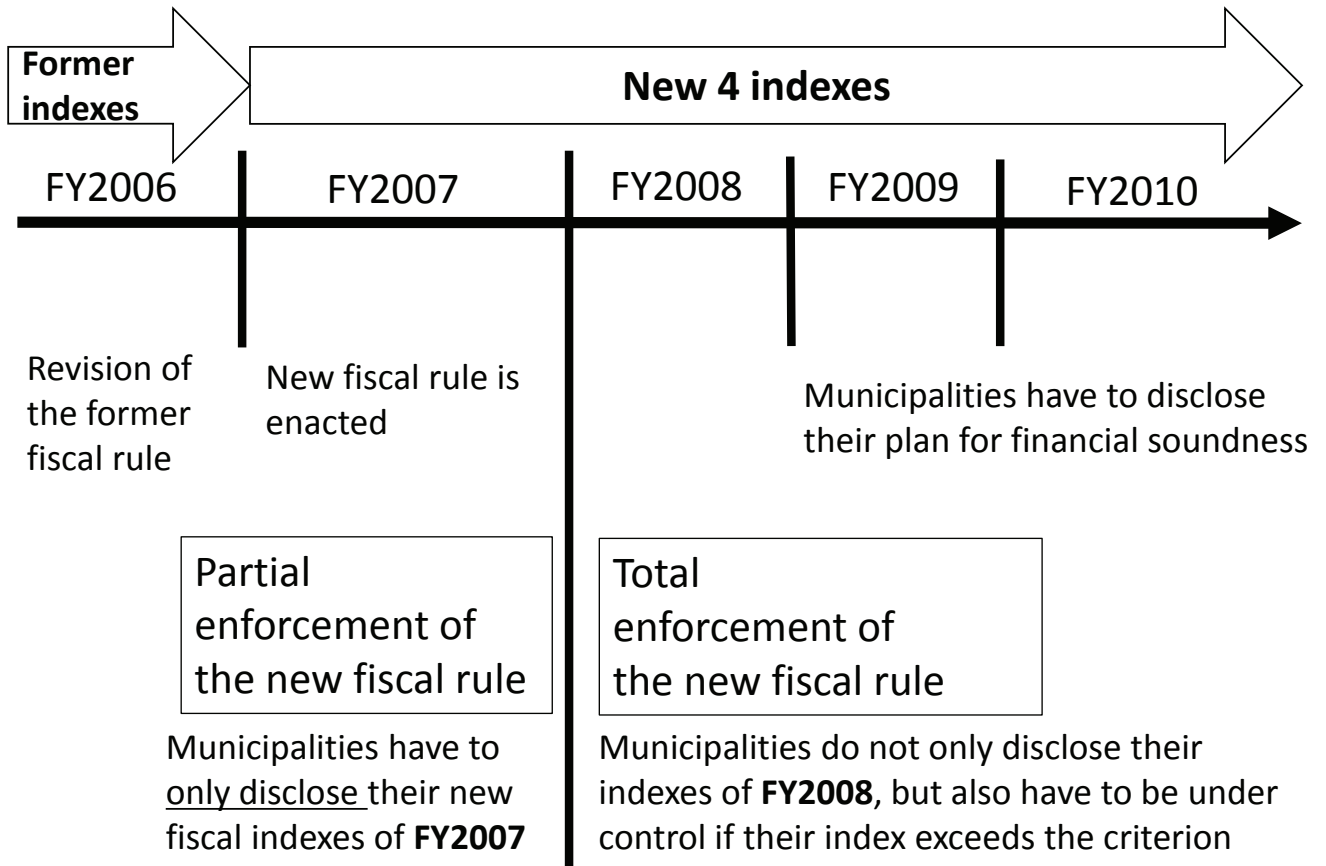 Former
indexes
New 4 indexes
FY2006
FY2007
FY2008
FY2009
FY2010
Revision of
the former
fiscal rule
New fiscal rule is
enacted
Municipalities have to disclose
their plan for financial soundness
Partial
enforcement of
the new fiscal rule
Total
enforcement of
the new fiscal rule
Municipalities have to
only disclose their new
fiscal indexes of FY2007
Municipalities do not only disclose their
indexes of FY2008, but also have to be under
control if their index exceeds the criterion